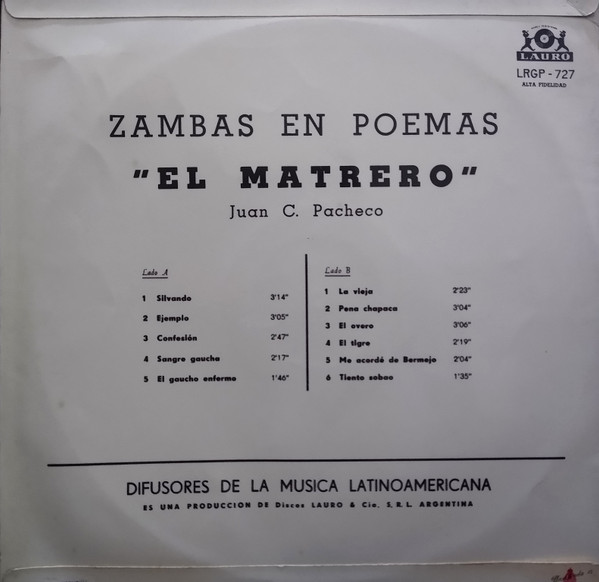 LAURO
LRGP - 727
ALTA FIDELIDAD
ZAMBAS EN POEMAS
"EL MATRERO"
Juan C. Pacheco
Lado A
1 Silvando 3'14"
2 Ejemplo 3'05"
3 Confesión 2'47"
4 Sangre gaucha 2'17"
5 El gaucho enfermo 1'46"
Lado B
1 La vieja 2'23"
2 Pena chapaca 3'04"
3 El overo 3'06"
4 El tigre 2'19"
5 Me acordé de Bermejo 2'04"
6 Tiento sobao 1'35"
DIFUSORES DE LA MUSICA LATINOAMERICANA
ES UNA PRODUCCION DE Discos LAURO & Cia. S.R.L. ARGENTINA